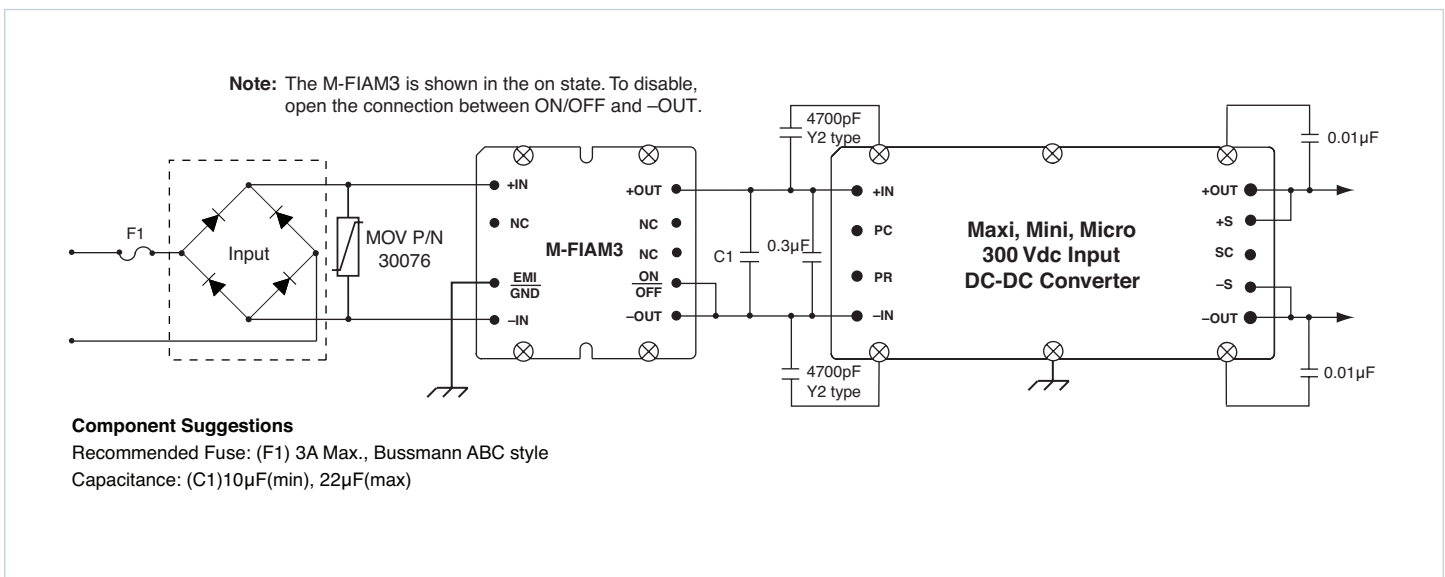 Note: The M-FIAM3 is shown in the on state. To disable,
open the connection between ON/OFF and –OUT.
F1
Input
MOV P/N
30076
+IN
NC
EMI
GND
–IN
M-FIAM3
+OUT
NC
NC
ON
OFF
–OUT
4700pF
Y2 type
C1
0.3µF
4700pF
Y2 type
+IN
PC
PR
–IN
Maxi, Mini, Micro
300 Vdc Input
DC-DC Converter
+OUT
+S
SC
–S
–OUT
0.01µF
0.01µF
Component Suggestions
Recommended Fuse: (F1) 3A Max., Bussmann ABC style
Capacitance: (C1)10µF(min), 22µF(max)